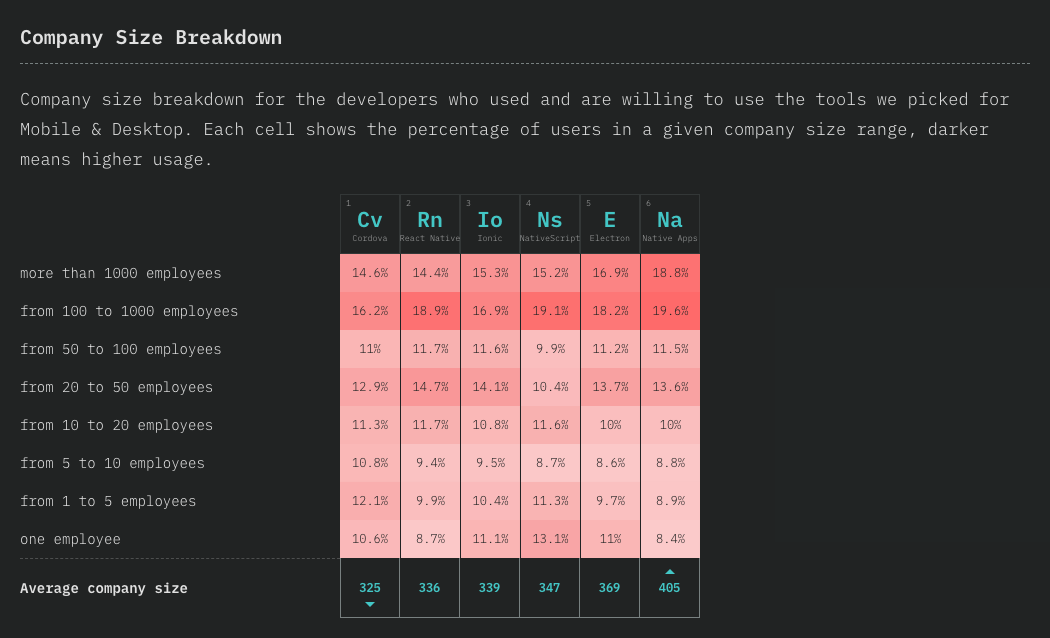 Company Size Breakdown
Company size breakdown for the developers who used and are willing to use the tools we picked for
Mobile & Desktop. Each cell shows the percentage of users in a given company size range, darker
means higher usage.
1 2 3 4 5 6
Cv Rn Io Ns E Na
Cordova React Native Ionic NativeScript Electron Native Apps
more than 1000 employees 14.6% 14.4% 15.3% 15.2% 16.9% 18.8%
from 100 to 1000 employees 16.2% 18.9% 16.9% 19.1% 18.2% 19.6%
from 50 to 100 employees 11% 11.7% 11.6% 9.9% 11.2% 11.5%
from 20 to 50 employees 12.9% 14.7% 14.1% 10.4% 13.7% 13.6%
from 10 to 20 employees 11.3% 11.7% 10.8% 11.6% 10% 10%
from 5 to 10 employees 10.8% 9.4% 9.5% 8.7% 8.6% 8.8%
from 1 to 5 employees 12.1% 9.9% 10.4% 11.3% 9.7% 8.9%
one employee 10.6% 8.7% 11.1% 13.1% 11% 8.4%
Average company size 325 336 339 347 369 405